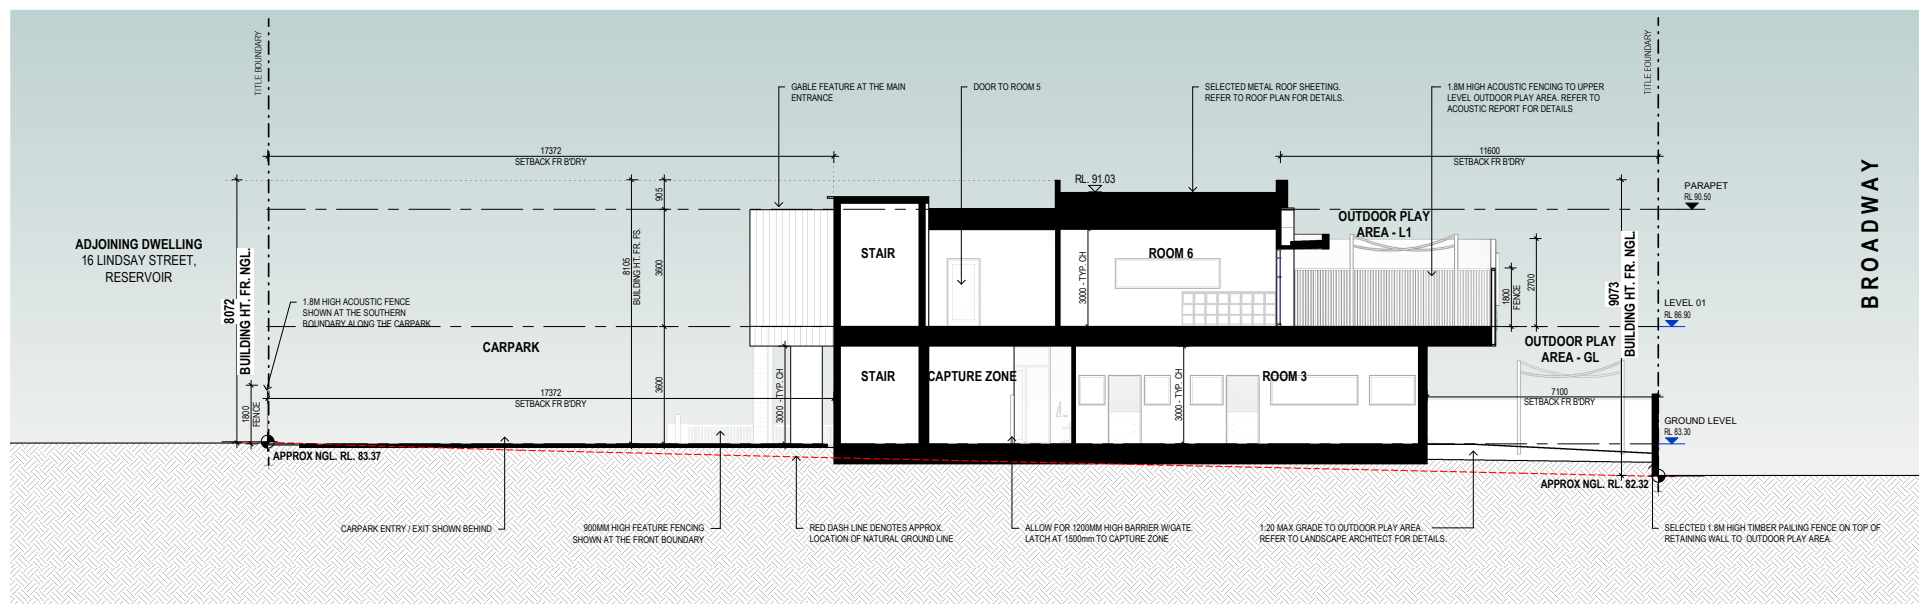 TITLE BOUNDARY
TITLE BOUNDARY
GABLE FEATURE AT THE MAIN
ENTRANCE
DOOR TO ROOM 5
SELECTED METAL ROOF SHEETING.
REFER TO ROOF PLAN FOR DETAILS.
1.8M HIGH ACOUSTIC FENCING TO UPPER
LEVEL OUTDOOR PLAY AREA. REFER TO
ACOUSTIC REPORT FOR DETAILS
17372
SETBACK FR B'DRY
11600
SETBACK FR B'DRY
RL. 91.03
905
PARAPET
RL 90.50
BROADWAY
ADJOINING DWELLING
16 LINDSAY STREET,
RESERVOIR
8072
BUILDING HT. FR. NGL.
8105
BUILDING HT. FR. FS.
3600
STAIR
ROOM 6
3000 - TYP. CH
OUTDOOR PLAY
AREA - L1
1800
FENCE
2700
9073
BUILDING HT. FR. NGL.
LEVEL 01
RL 86.90
1.8M HIGH ACOUSTIC FENCE
SHOWN AT THE SOUTHERN
BOUNDARY ALONG THE CARPARK
CARPARK
OUTDOOR PLAY
AREA - GL
STAIR
CAPTURE ZONE
ROOM 3
3600
3000 - TYP. CH
3000 - TYP. CH
17372
SETBACK FR B'DRY
7100
SETBACK FR B'DRY
1800
FENCE
GROUND LEVEL
RL 83.30
APPROX NGL. RL. 83.37
APPROX NGL. RL. 82.32
CARPARK ENTRY / EXIT SHOWN BEHIND
900MM HIGH FEATURE FENCING
SHOWN AT THE FRONT BOUNDARY
RED DASH LINE DENOTES APPROX.
LOCATION OF NATURAL GROUND LINE
ALLOW FOR 1200MM HIGH BARRIER W/GATE.
LATCH AT 1500mm TO CAPTURE ZONE
1:20 MAX GRADE TO OUTDOOR PLAY AREA.
REFER TO LANDSCAPE ARCHITECT FOR DETAILS.
SELECTED 1.8M HIGH TIMBER PAILING FENCE ON TOP OF
RETAINING WALL TO OUTDOOR PLAY AREA.